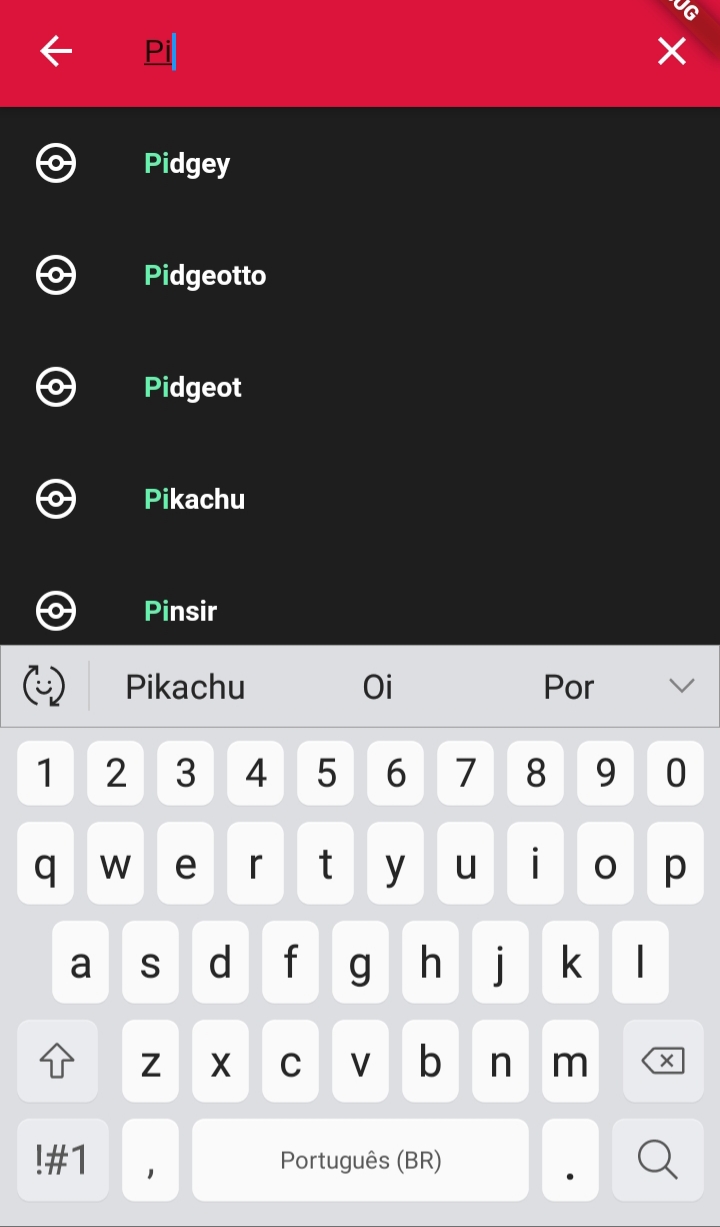 Pi
Pidgey
Pidgeotto
Pidgeot
Pikachu
Pinsir
Pikachu Oi Por
1 2 3 4 5 6 7 8 9 0
q w e r t y u i o p
a s d f g h j k l
z x c v b n m
!#1 , Português (BR) .